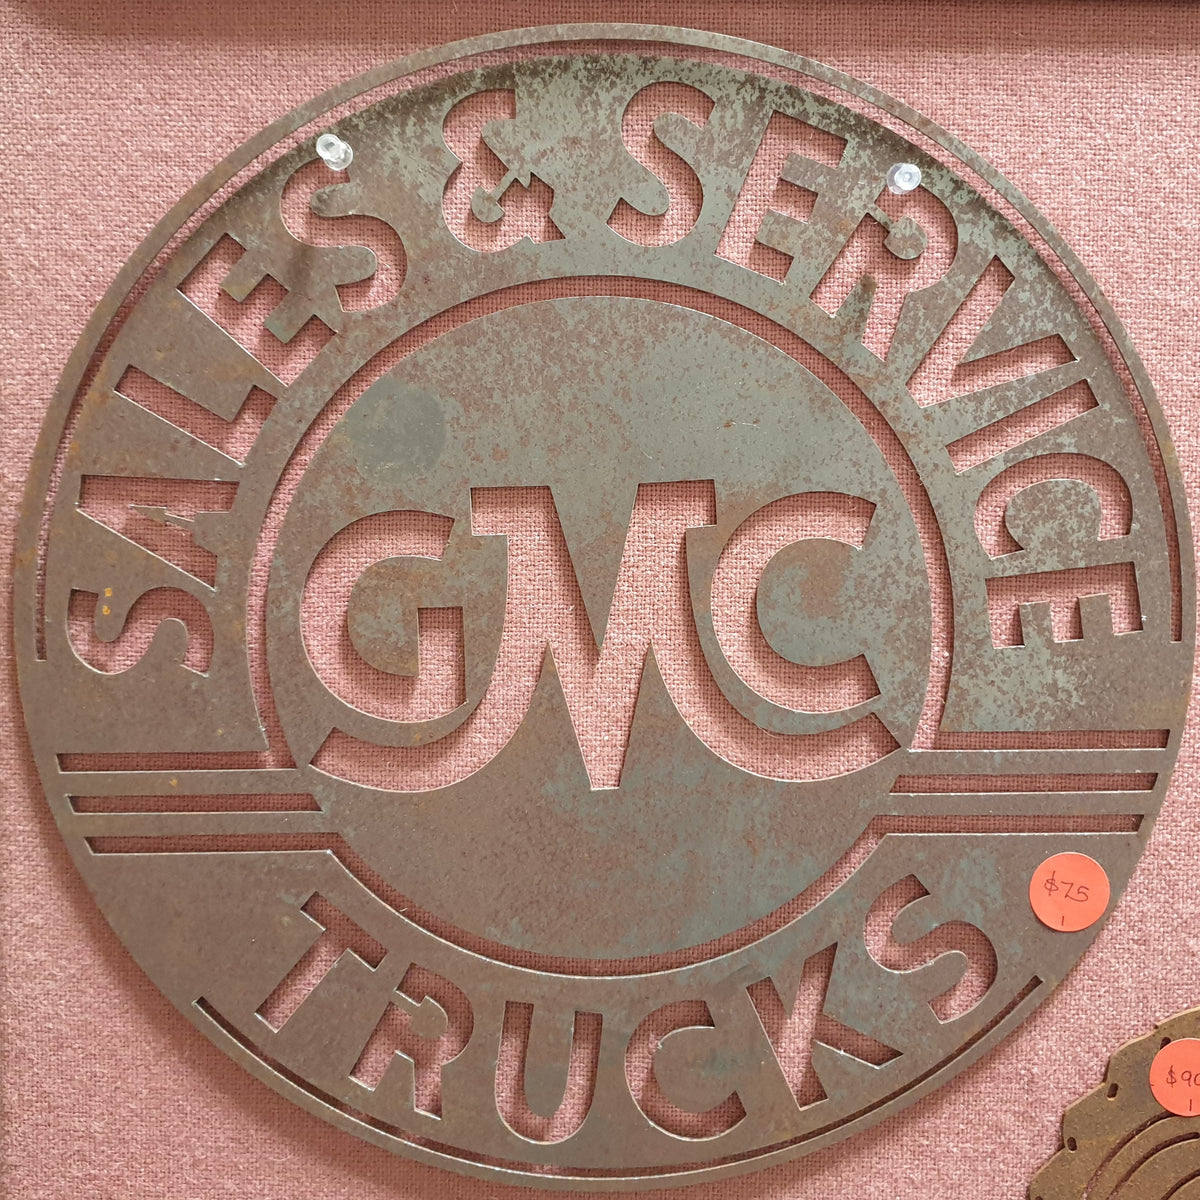 SALES & SERVICE
GMC
TRUCKS
$75
1
$90
1